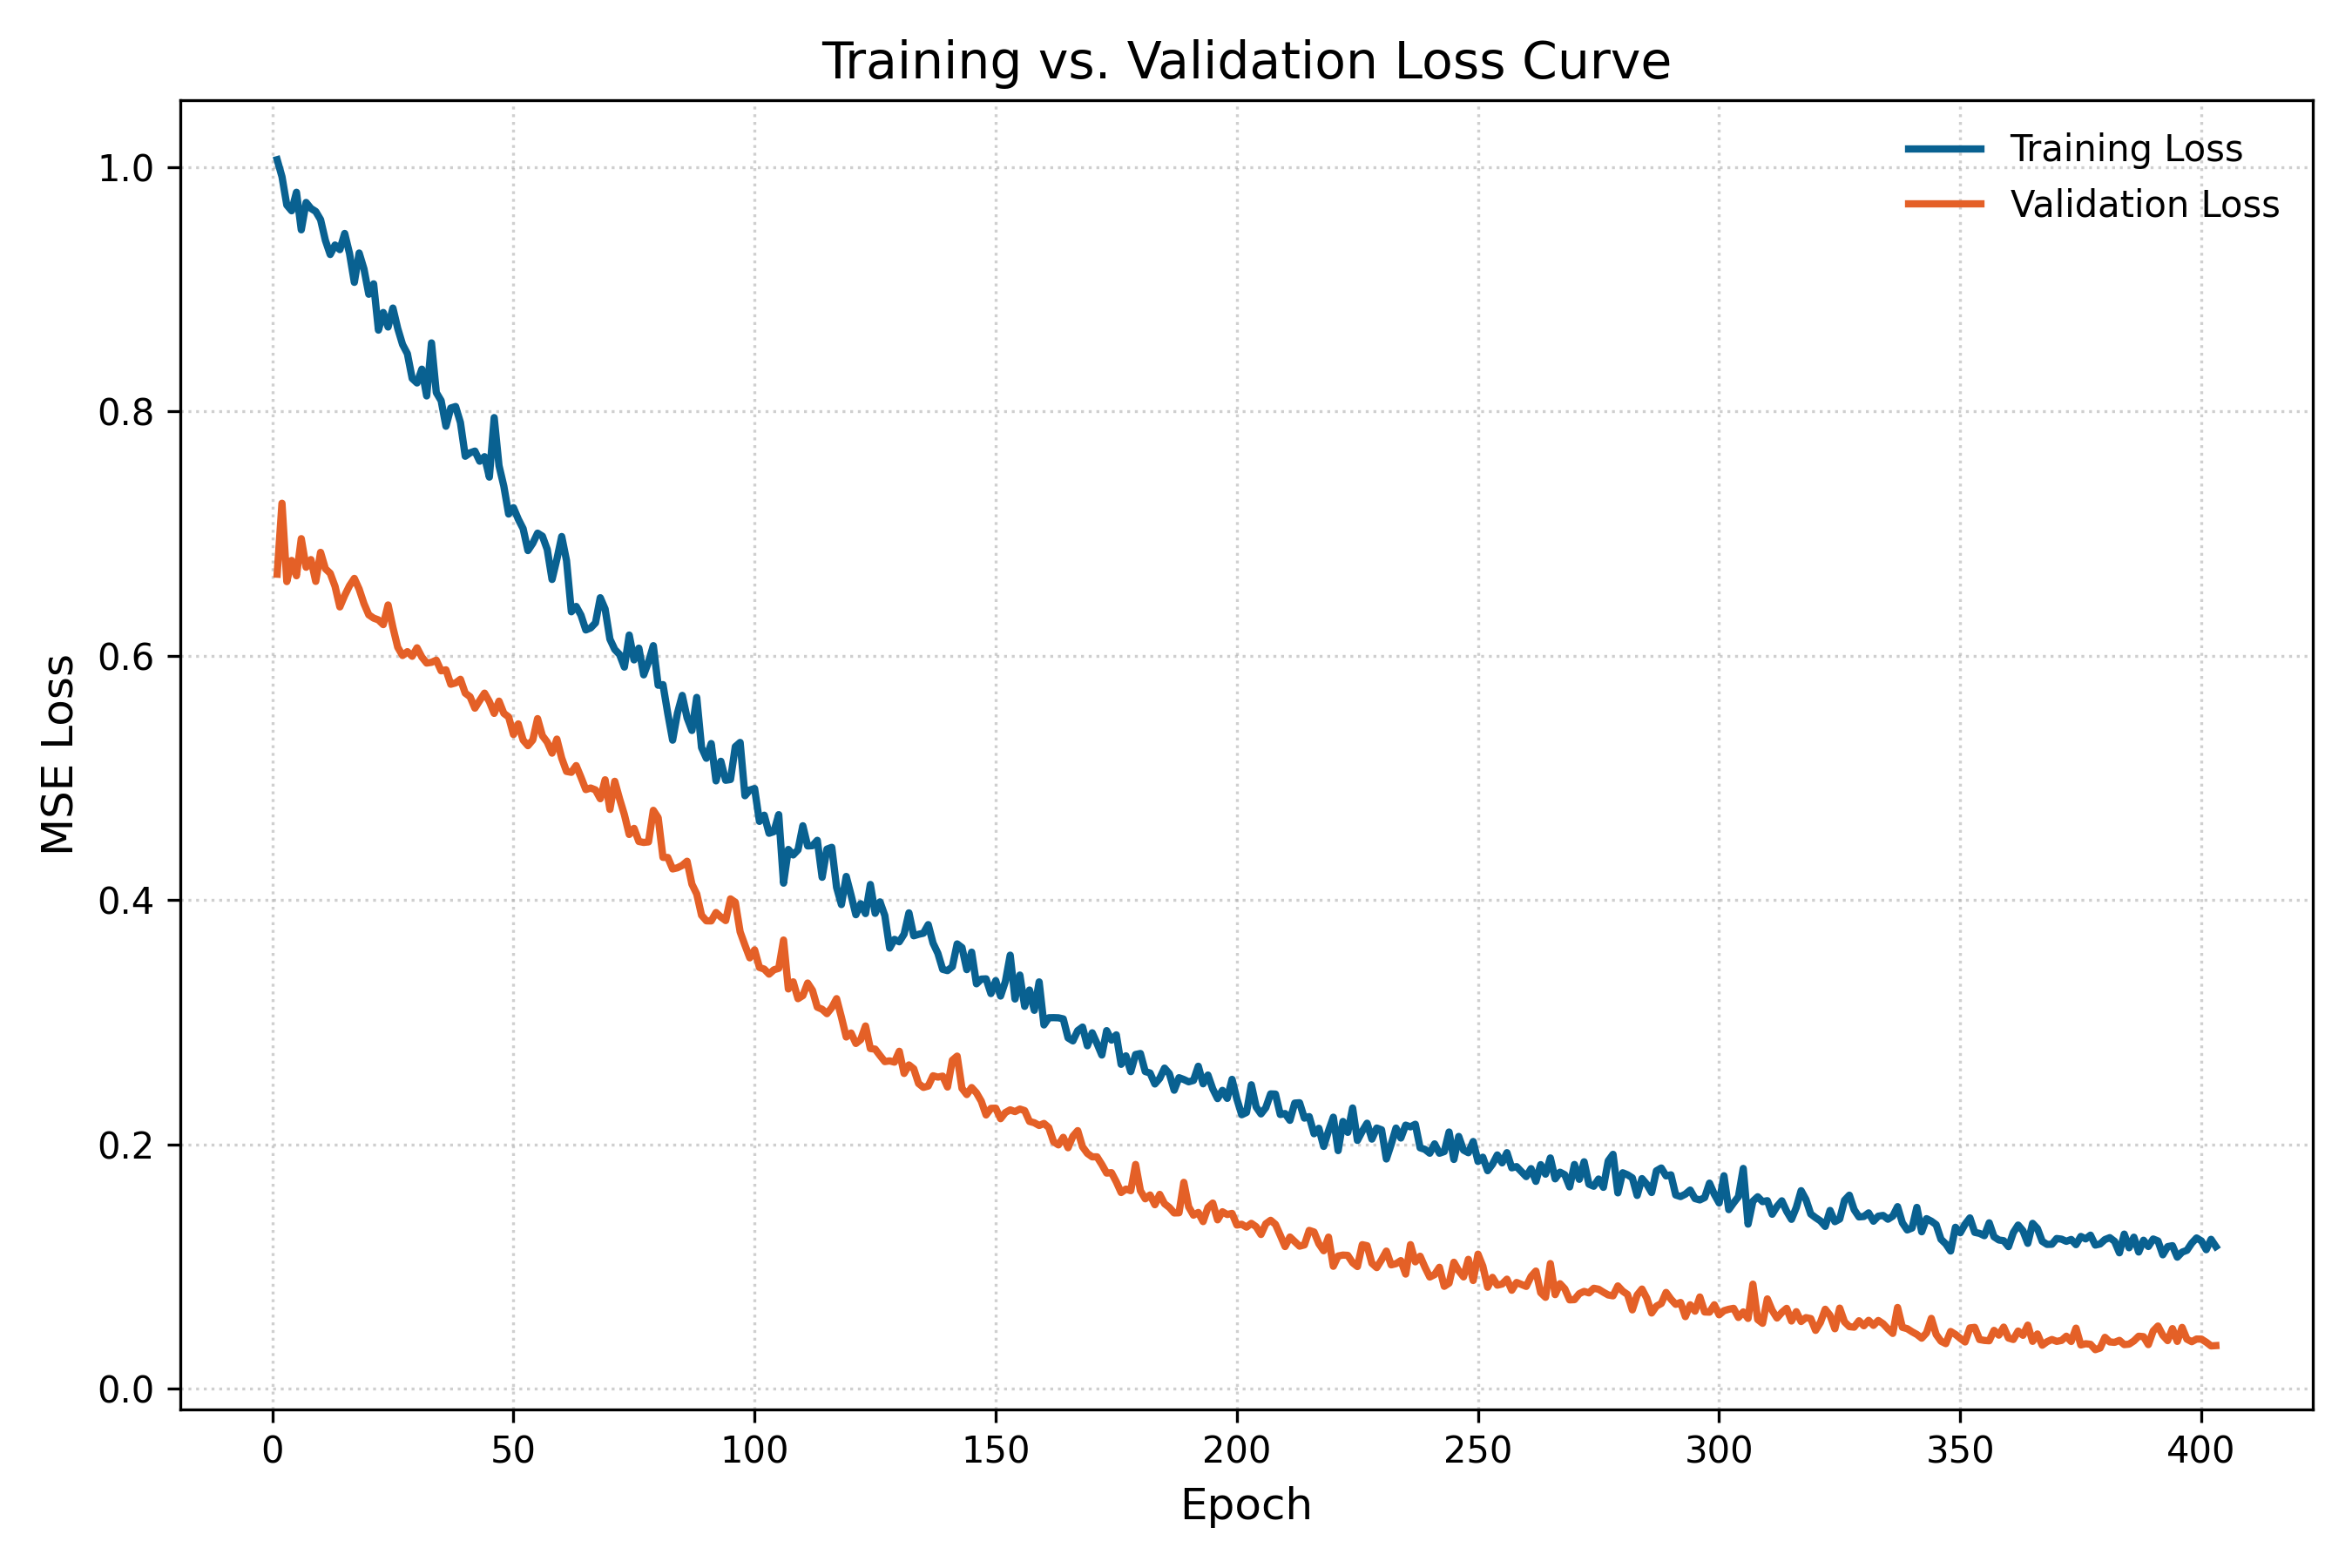 Training vs. Validation Loss Curve
Training Loss
Validation Loss
MSE Loss
1.0
0.8
0.6
0.4
0.2
0.0
0 50 100 150 200 250 300 350 400
Epoch